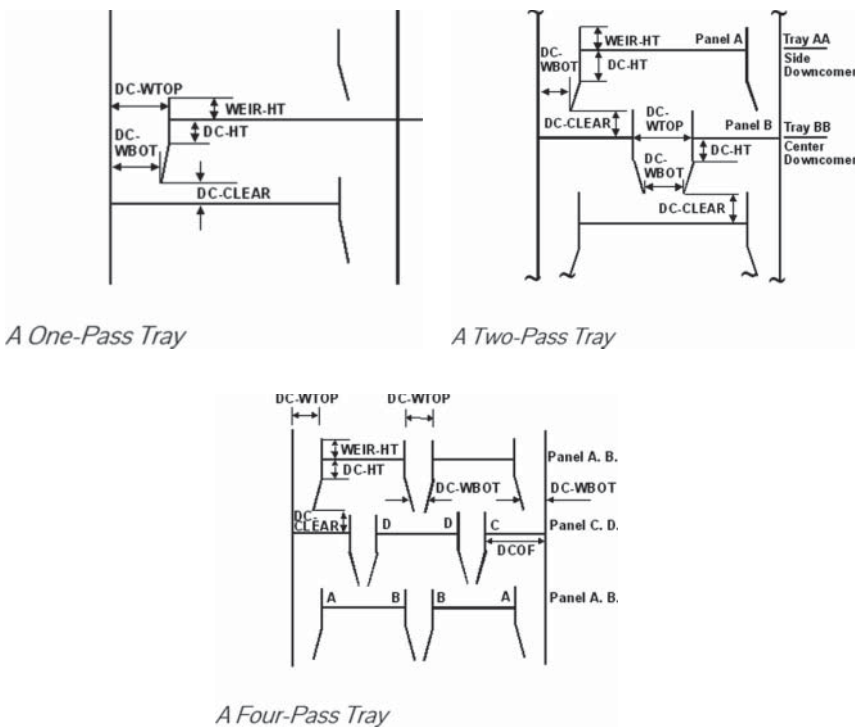 DC-WTOP
WEIR-HT
DC-HT
DC-
WBOT
DC-CLEAR
A One-Pass Tray
WEIR-HT
Panel A
Tray AA
DC-
WBOT
DC-HT
Side
Downcomer
DC-CLEAR
DC-
WTOP
Panel B
Tray BB
DC-HT
Center
Downcomer
DC-
WBOT
DC-CLEAR
A Two-Pass Tray
DC-WTOP
DC-WTOP
WEIR-HT
Panel A. B.
DC-HT
DC-WBOT
DC-WBOT
DC-
CLEAR
D
D
C
Panel C. D.
DCOF
A
B
B
A
Panel A. B.
A Four-Pass Tray